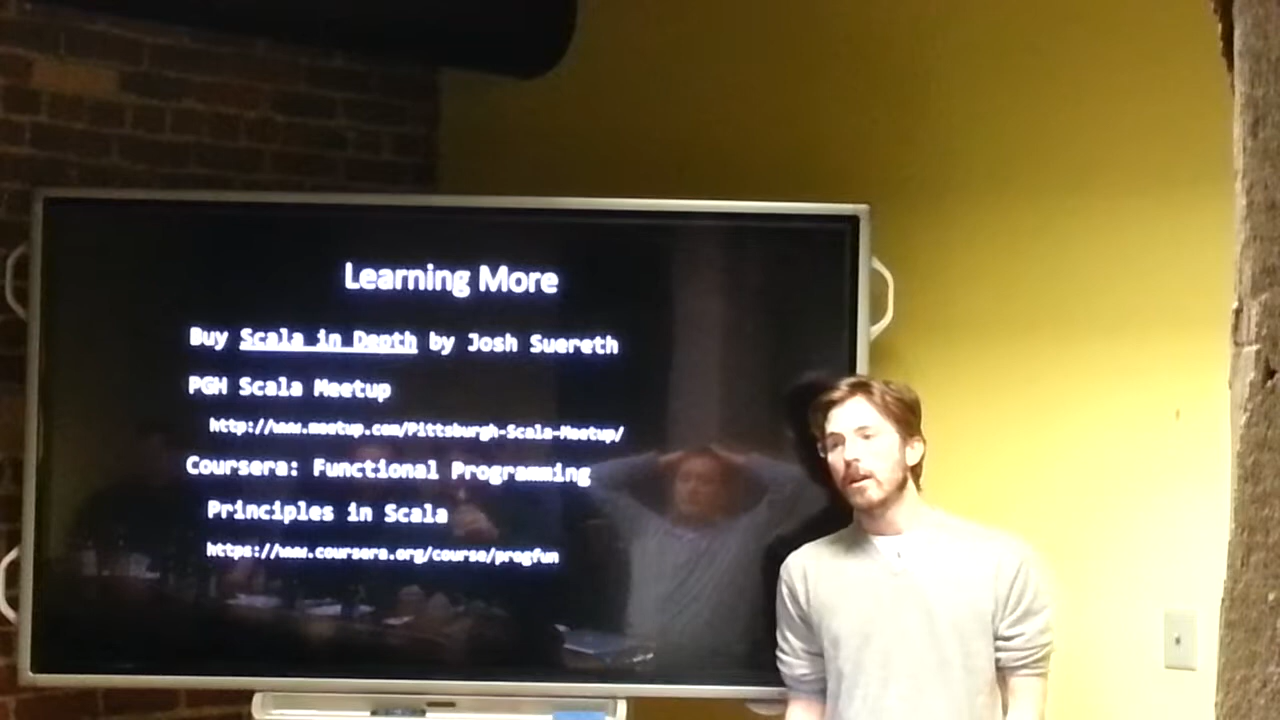 Learning More
Buy Scala in Depth by Josh Suereth
PGH Scala Meetup
http://www.meetup.com/Pittsburgh-Scala-Meetup/
Coursera: Functional Programming
Principles in Scala
https://www.coursera.org/course/progfun